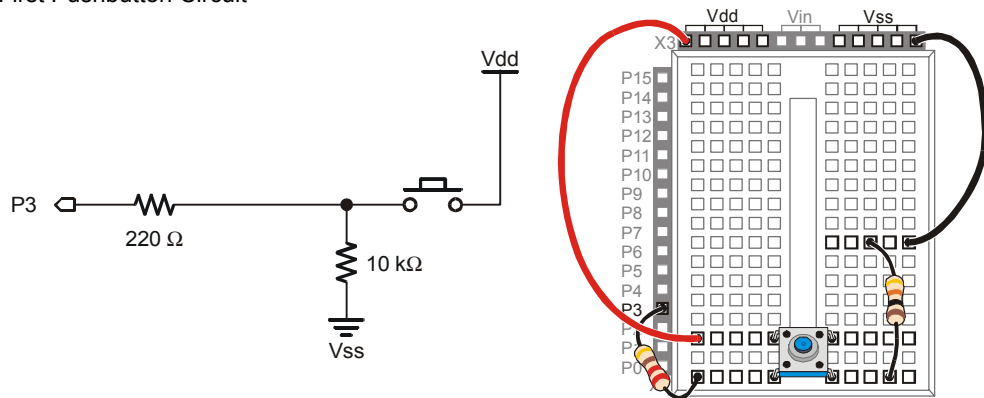 First Pushbutton Circuit
Vdd
P3
220 Ω
10 kΩ
Vss
Vdd
Vin
Vss
X3
P15
P14
P13
P12
P11
P10
P9
P8
P7
P6
P5
P4
P3
P0